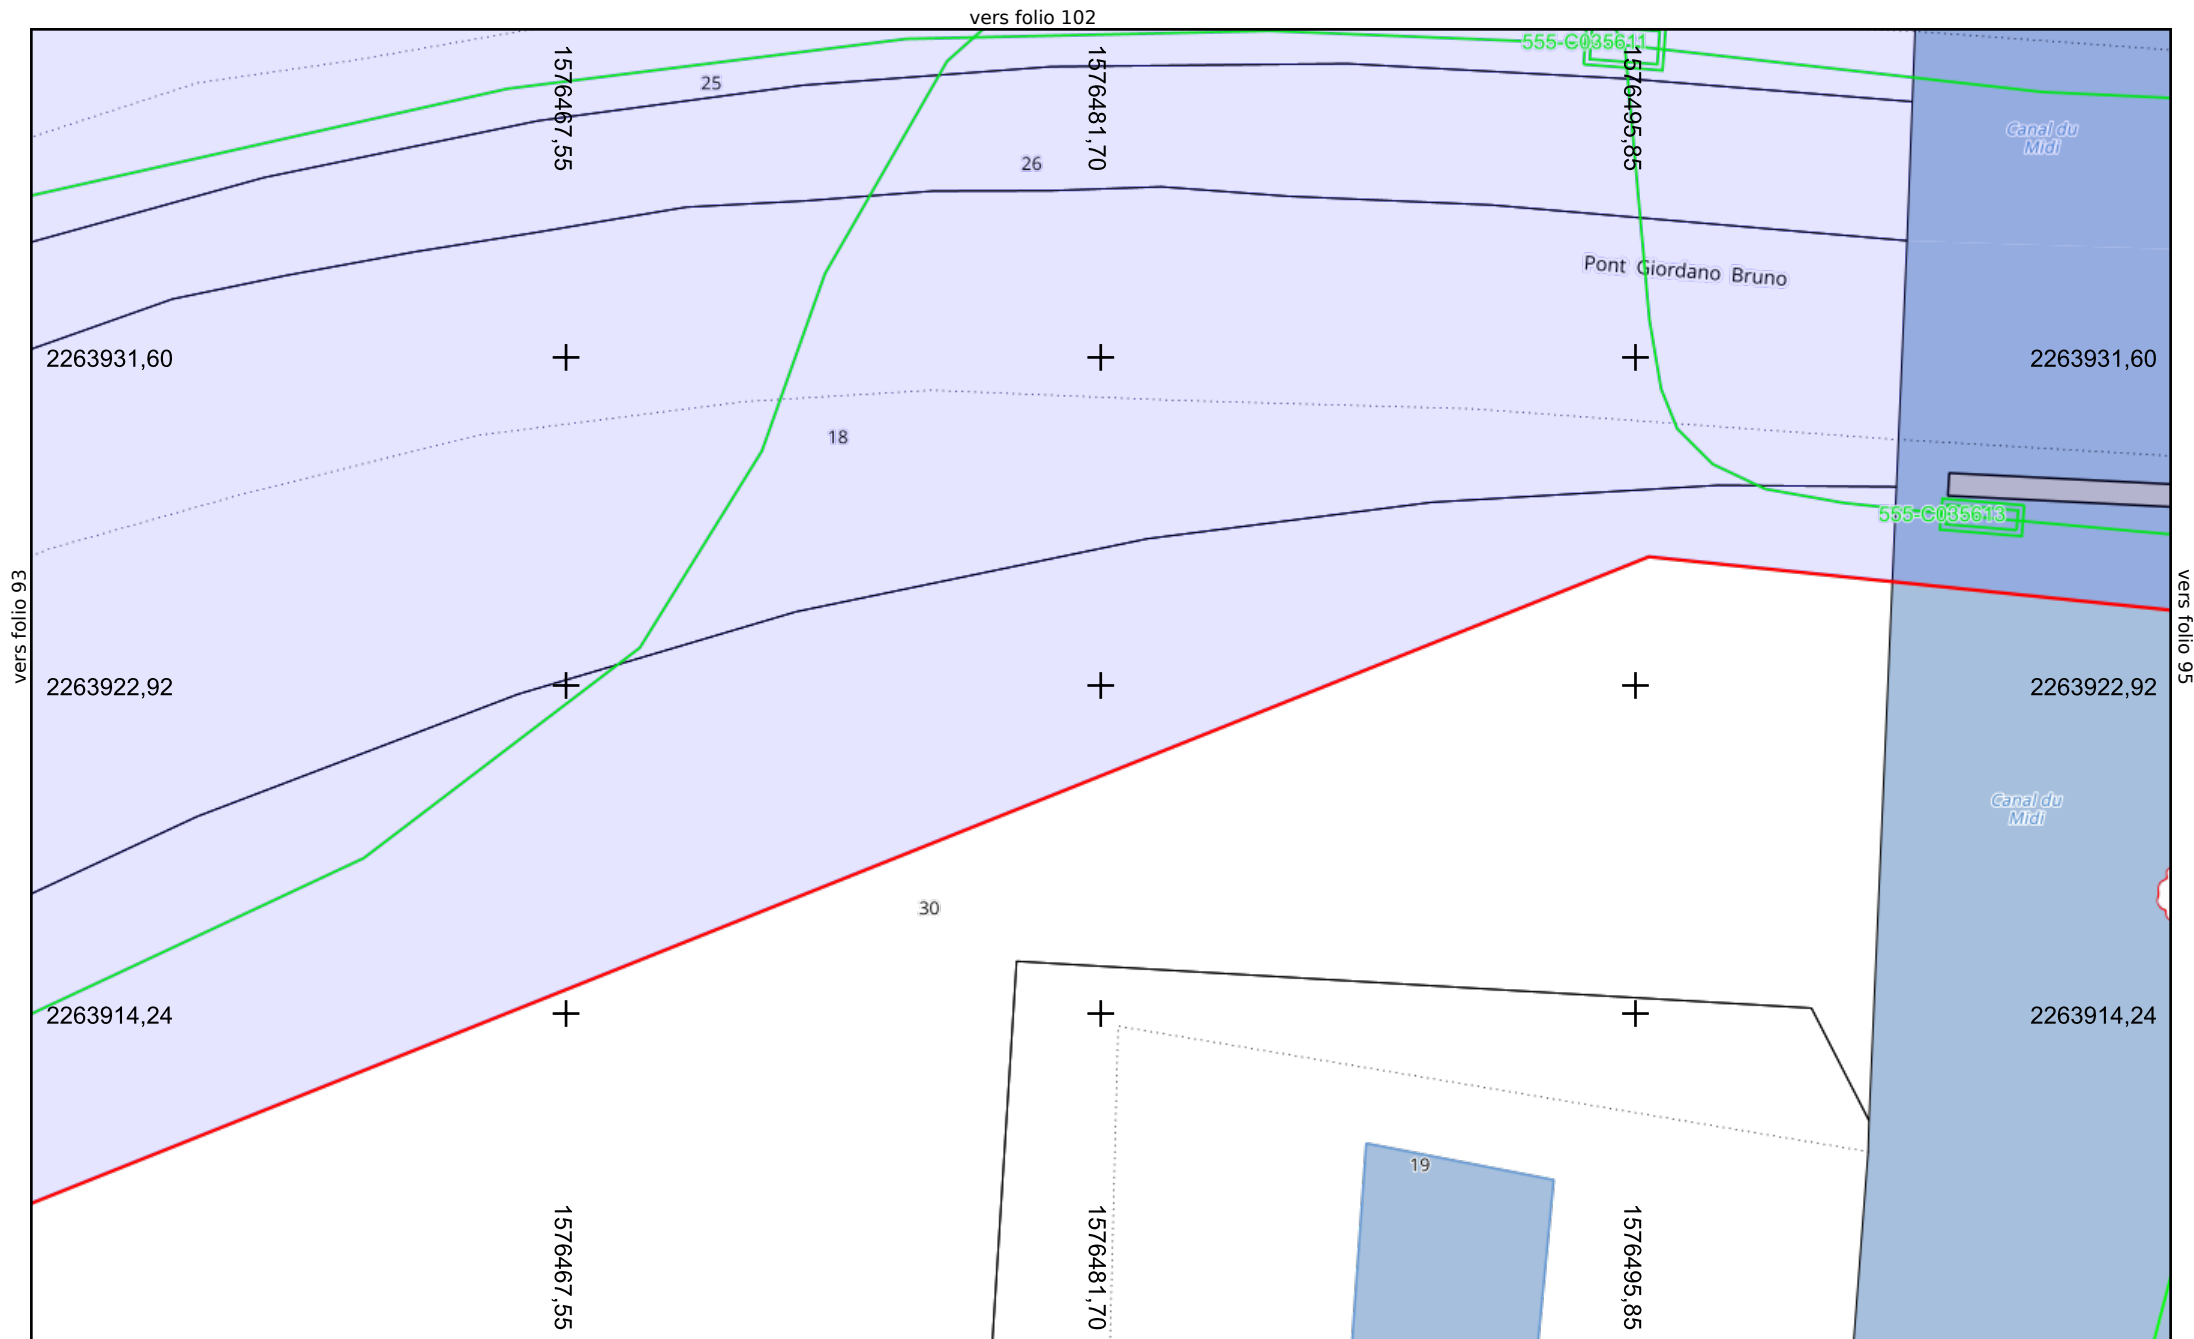 vers folio 102
555-C035611
1576467,55
1576481,70
1576495,85
25
Canal du
Midi
26
Pont Giordano Bruno
2263931,60
2263931,60
18
555-C035613
vers folio 93
vers folio 95
2263922,92
2263922,92
Canal du
Midi
30
2263914,24
2263914,24
19
1576467,55
1576481,70
1576495,85